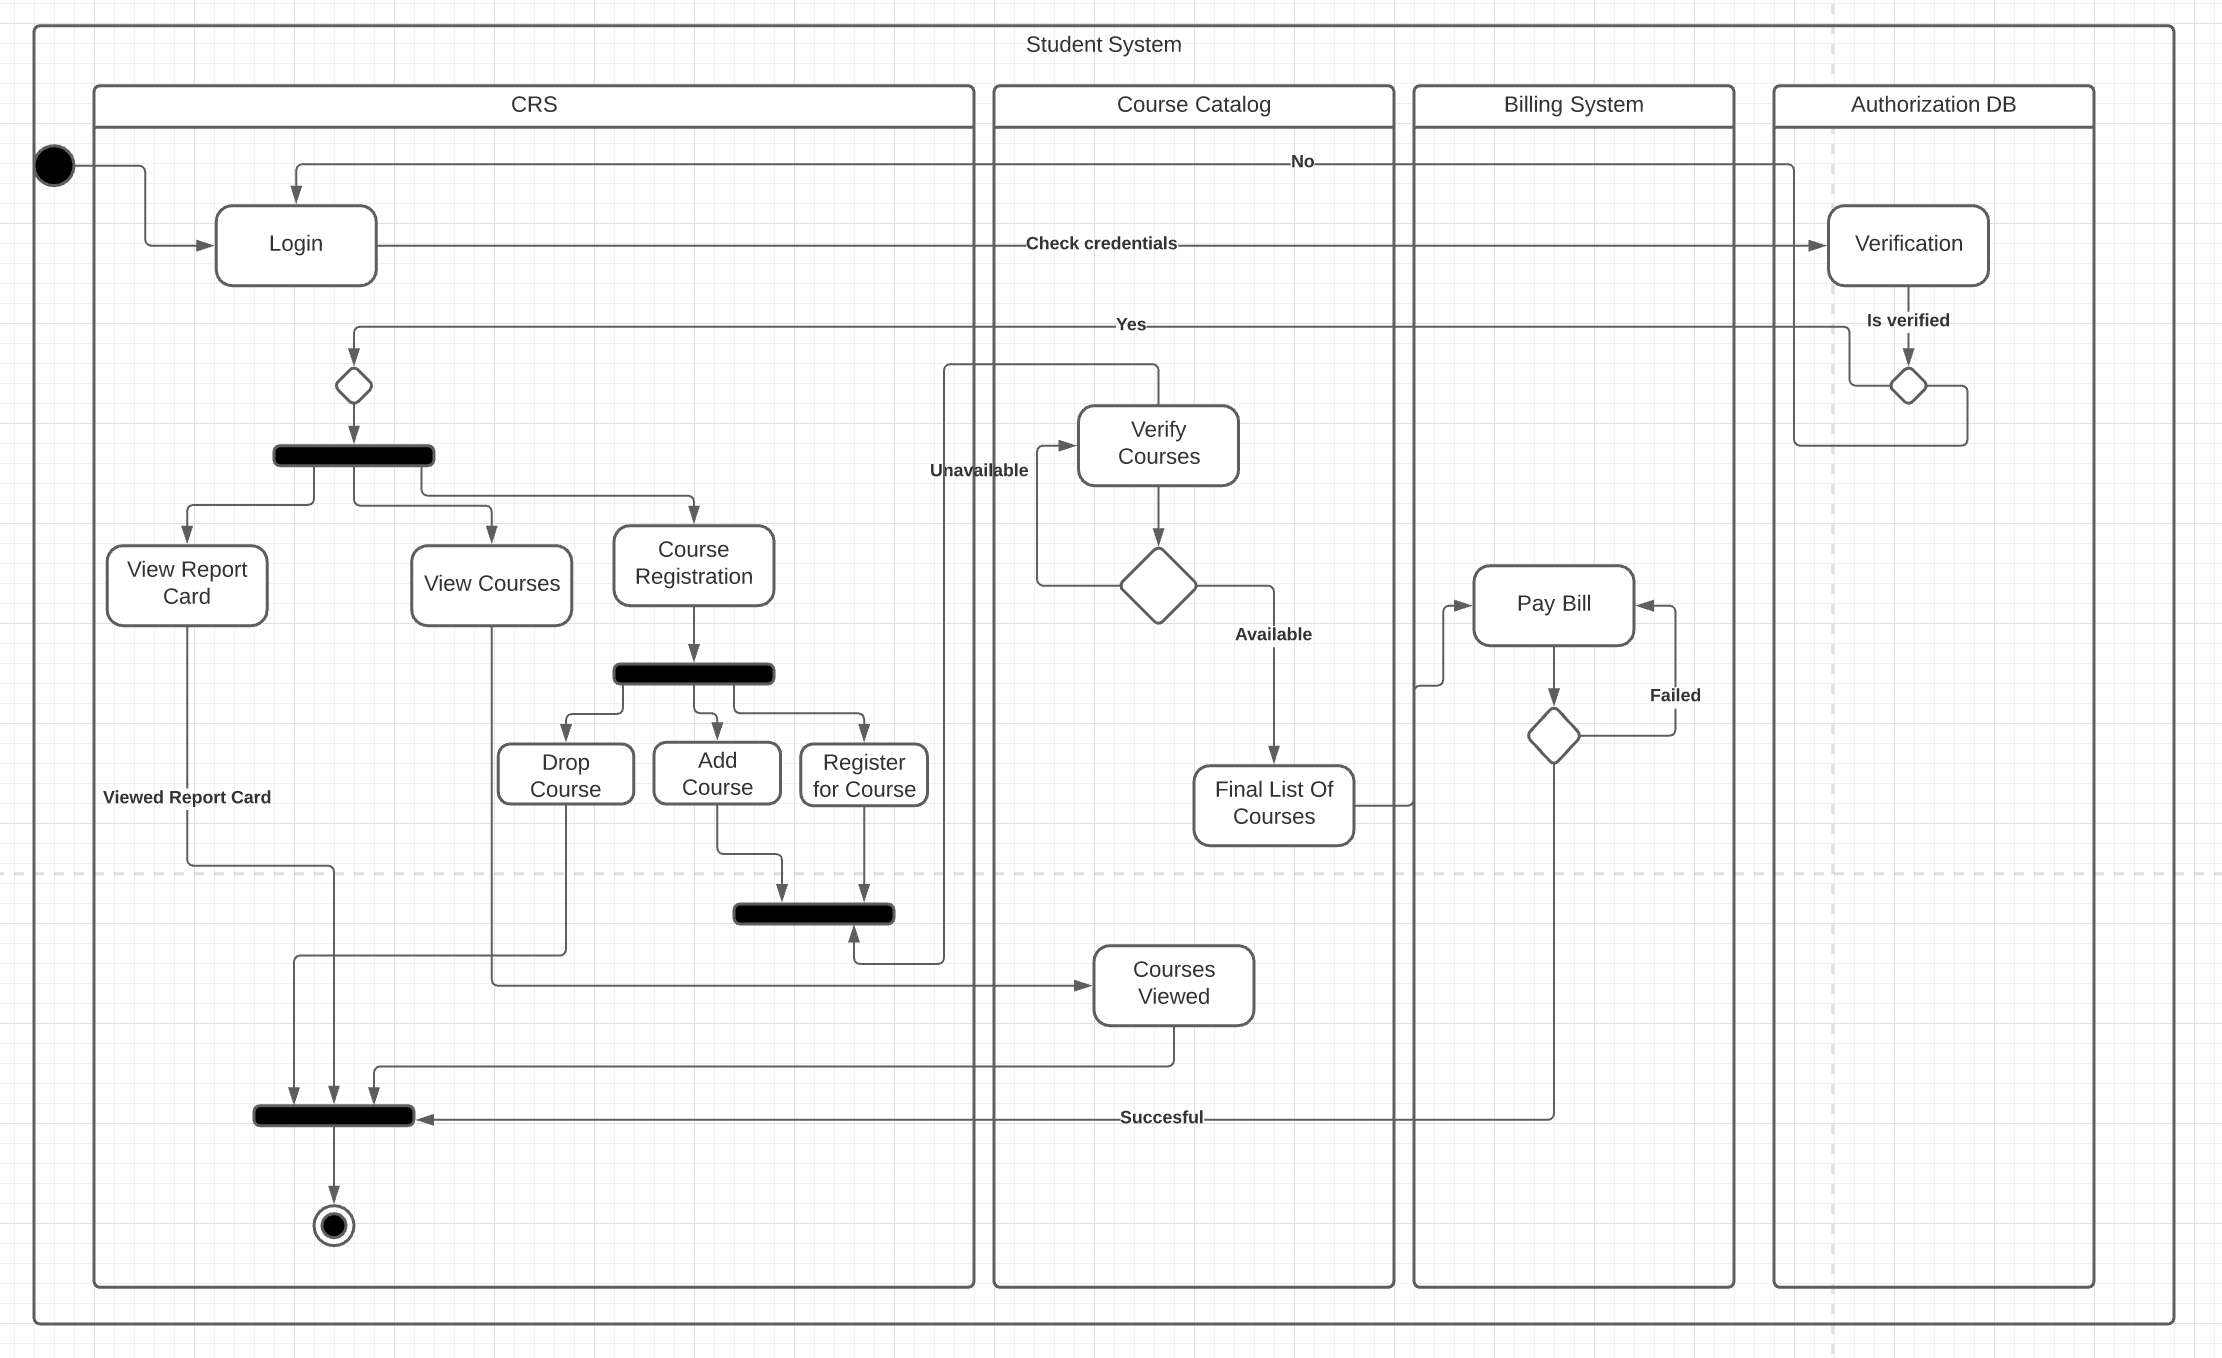 Student System
CRS
Course Catalog
Billing System
Authorization DB
No
Login
Check credentials
Verification
Yes
Is verified
Verify
Courses
Unavailable
Course
Registration
View Report
Card
View Courses
Pay Bill
Available
Failed
Drop
Course
Add
Course
Register
for Course
Viewed Report Card
Final List Of
Courses
Courses
Viewed
Succesful